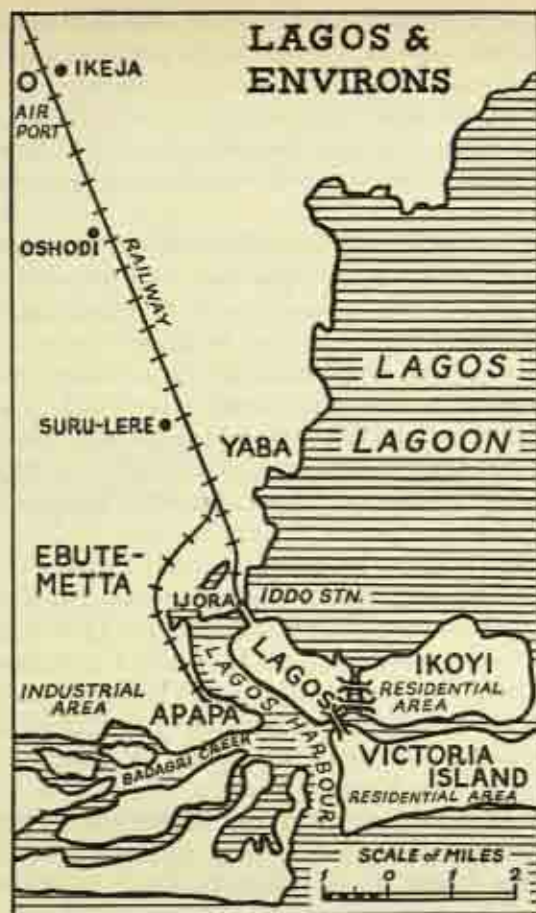 LAGOS &
ENVIRONS
IKEJA
AIR
PORT
OSHODI
RAILWAY
LAGOS
LAGOON
SURU-LERE
YABA
EBUTE-
METTA
IJORA
IDDO STN.
LAGOS
LAGOS HARBOUR
IKOYI
RESIDENTIAL
AREA
INDUSTRIAL
AREA
APAPA
BADAGRI CREEK
VICTORIA
ISLAND
RESIDENTIAL AREA
SCALE of MILES
1 0 1 2